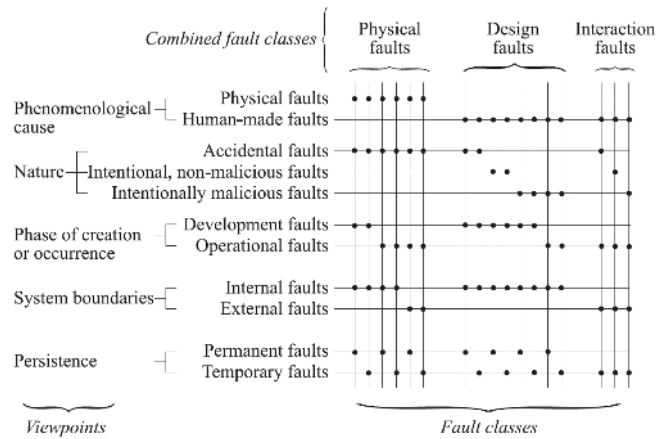 Combined fault classes
Physical faults
Design faults
Interaction faults
Phenomenological cause
Physical faults
Human-made faults
Nature
Accidental faults
Intentional, non-malicious faults
Intentionally malicious faults
Phase of creation or occurrence
Development faults
Operational faults
System boundaries
Internal faults
External faults
Persistence
Permanent faults
Temporary faults
Viewpoints
Fault classes